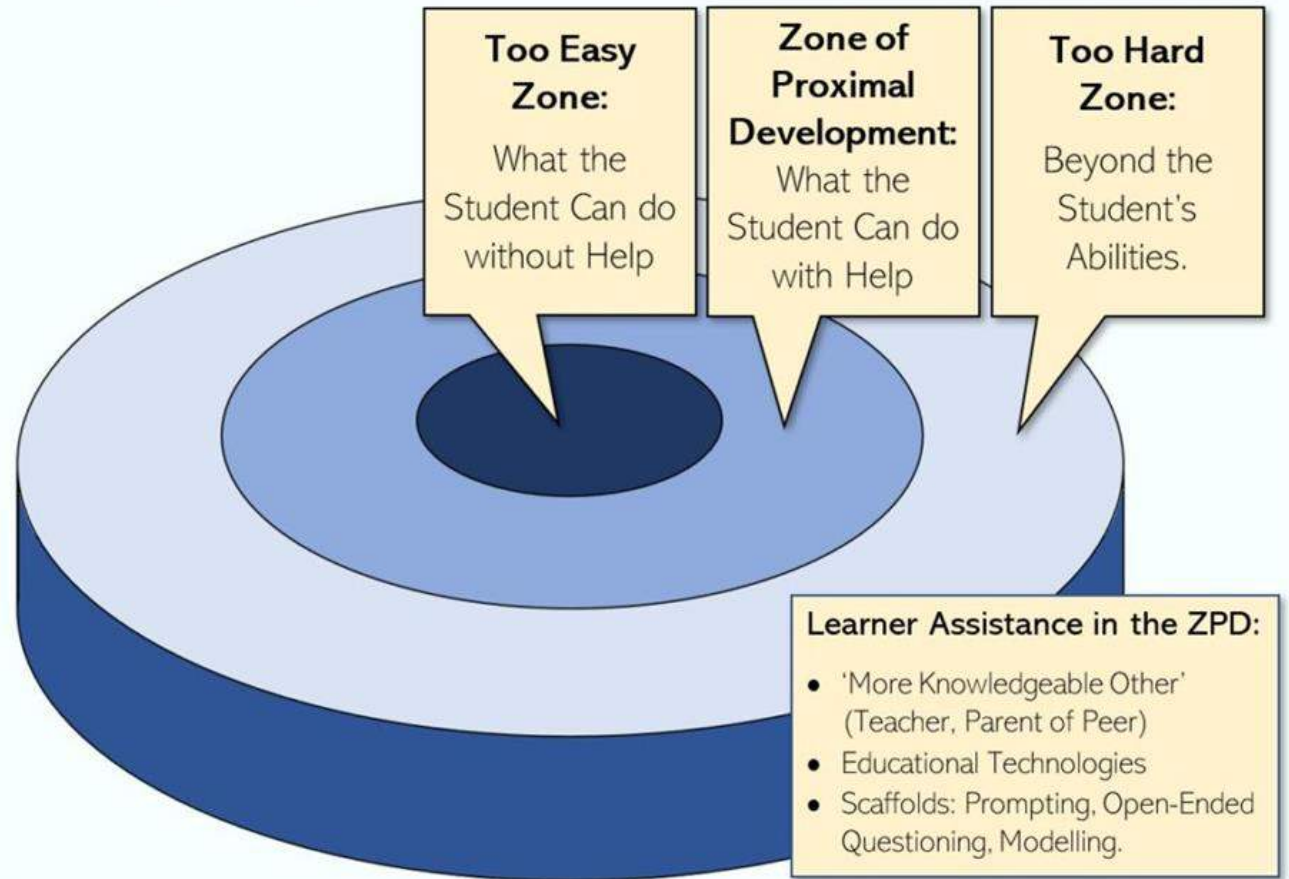 Too Easy
Zone:
What the
Student Can do
without Help
Zone of
Proximal
Development:
What the
Student Can do
with Help
Too Hard
Zone:
Beyond the
Student's
Abilities.
Learner Assistance in the ZPD:
• 'More Knowledgeable Other'
(Teacher, Parent of Peer)
• Educational Technologies
• Scaffolds: Prompting, Open-Ended
Questioning, Modelling.